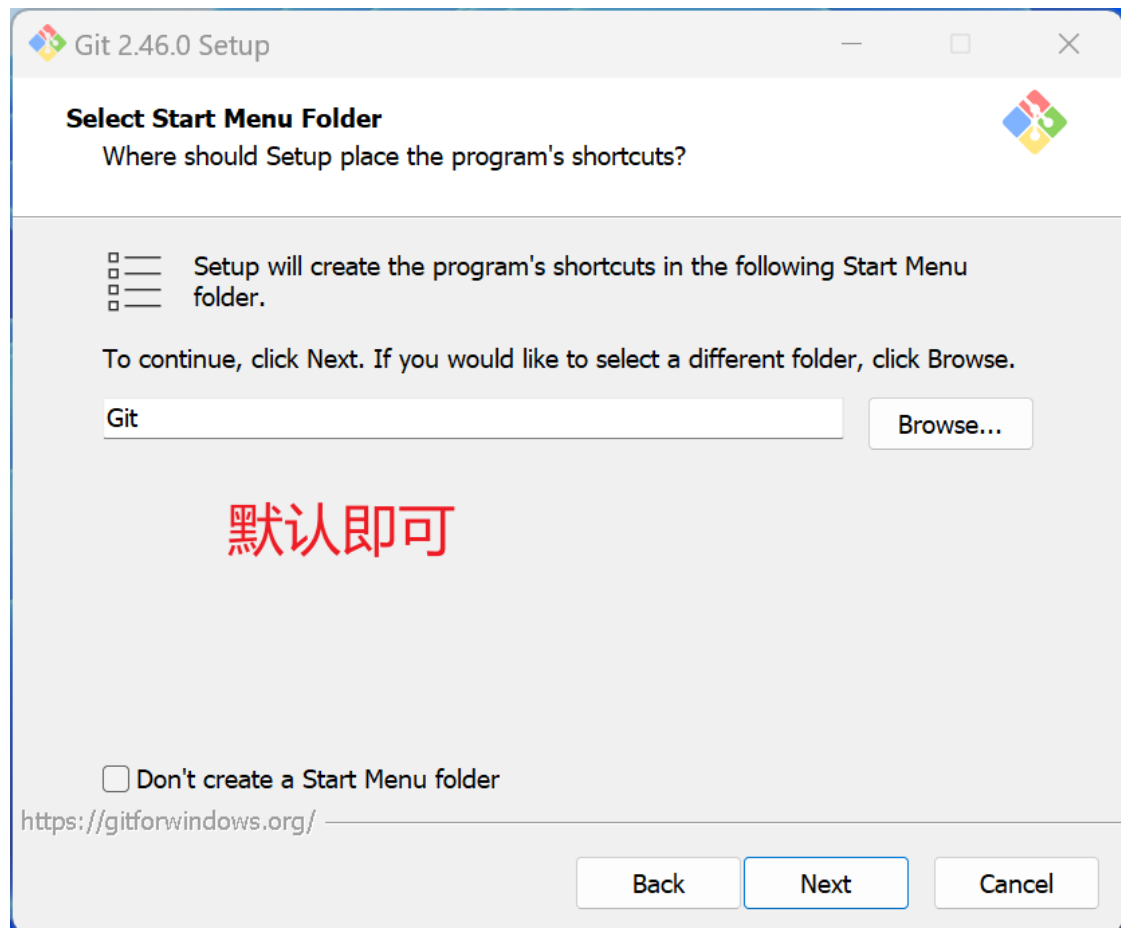 Git 2.46.0 Setup
Select Start Menu Folder
Where should Setup place the program's shortcuts?
Setup will create the program's shortcuts in the following Start Menu
folder.
To continue, click Next. If you would like to select a different folder, click Browse.
Git
Browse...
默认即可
Don't create a Start Menu folder
https://gitforwindows.org/
Back
Next
Cancel